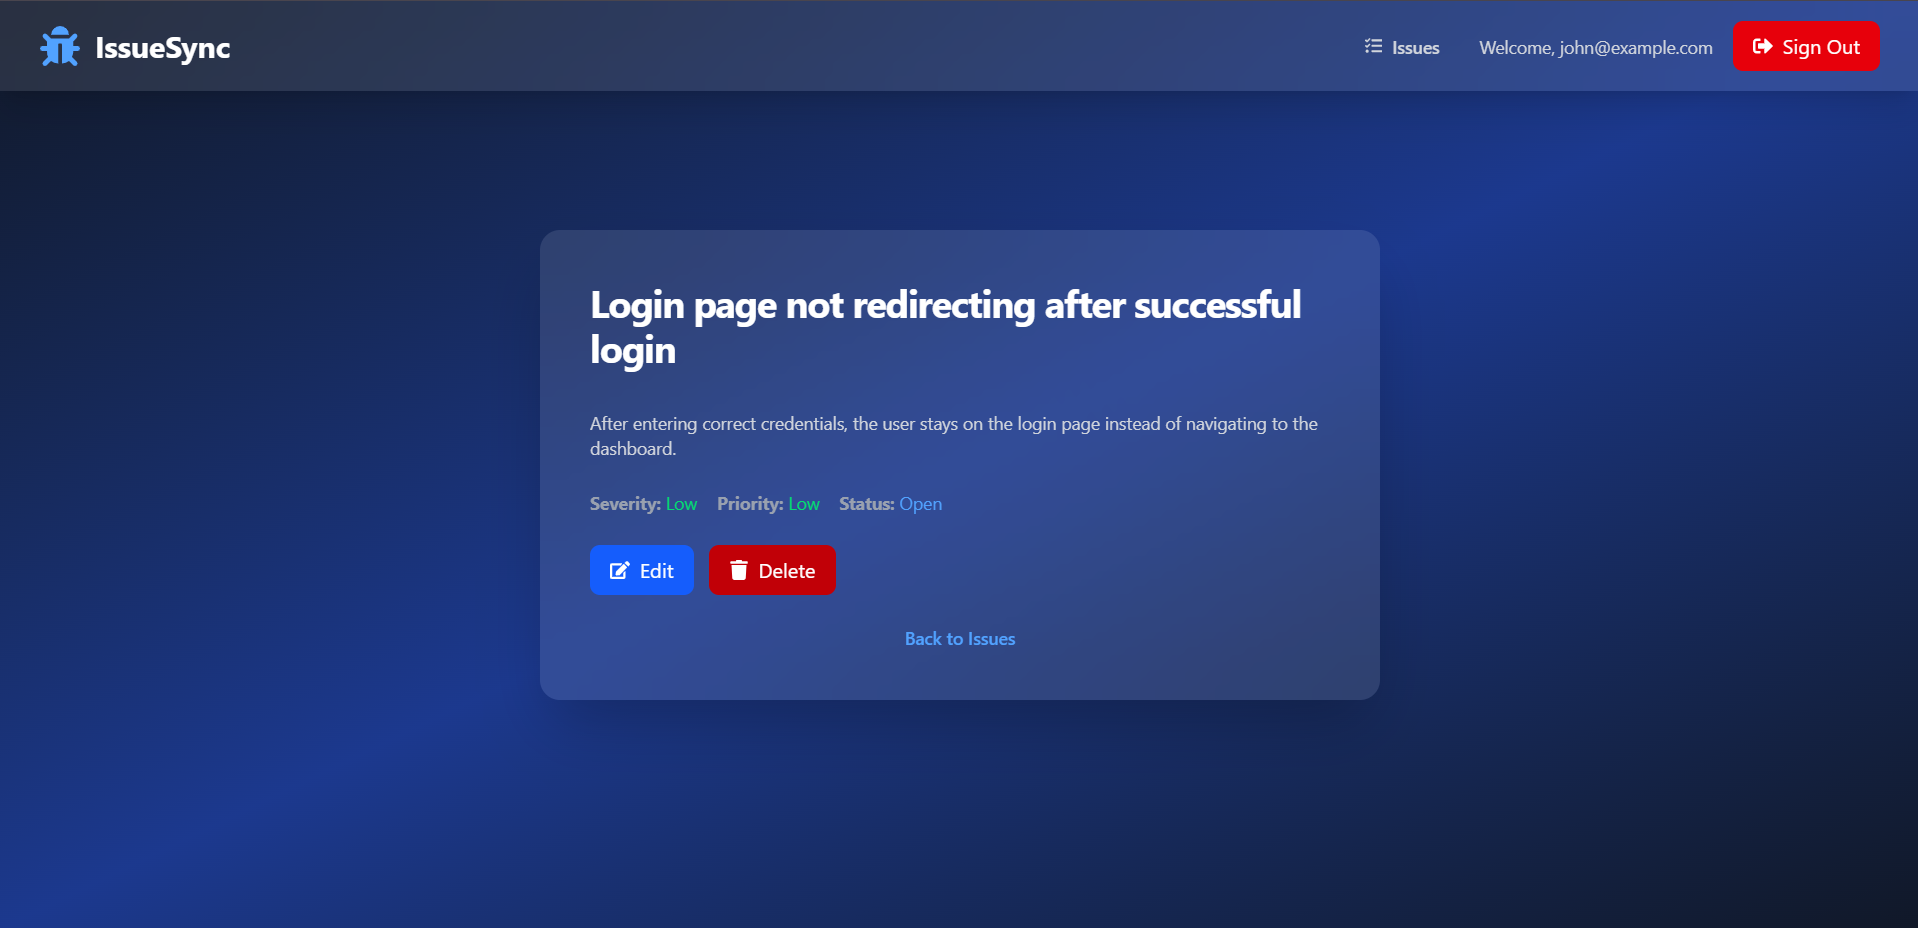 IssueSync
Issues
Welcome, john@example.com
Sign Out
Login page not redirecting after successful
login
After entering correct credentials, the user stays on the login page instead of navigating to the
dashboard.
Severity: Low Priority: Low Status: Open
Edit
Delete
Back to Issues